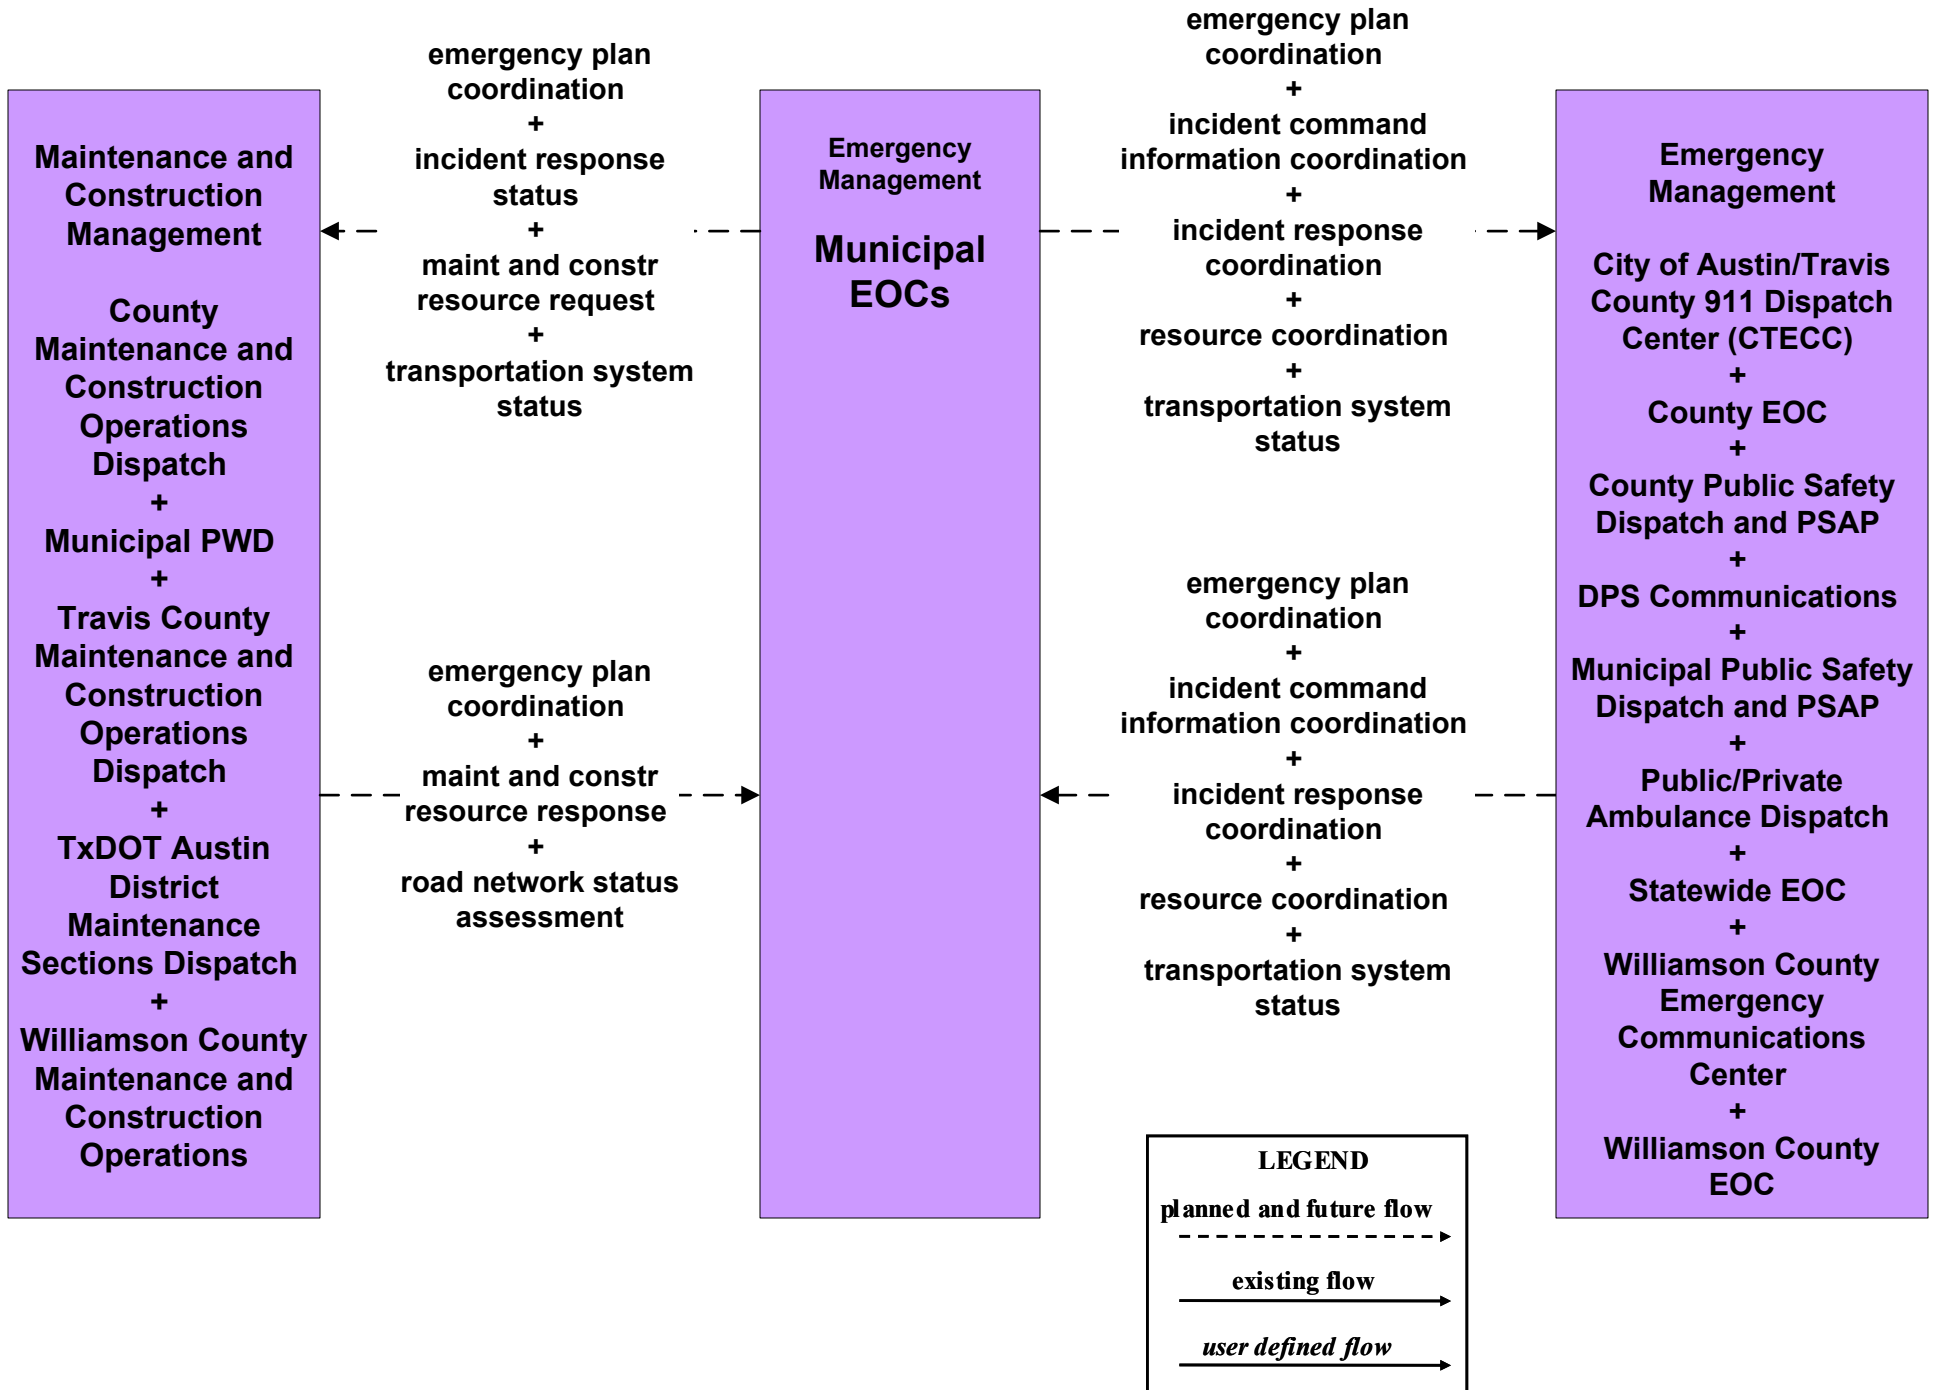 Maintenance and
Construction
Management
County
Maintenance and
Construction
Operations
Dispatch
+
Municipal PWD
+
Travis County
Maintenance and
Construction
Operations
Dispatch
+
TxDOT Austin
District
Maintenance
Sections Dispatch
+
Williamson County
Maintenance and
Construction
Operations
emergency plan
coordination
+
incident response
status
+
maint and constr
resource request
+
transportation system
status
emergency plan
coordination
+
maint and constr
resource response
+
road network status
assessment
Emergency
Management
Municipal
EOCs
emergency plan
coordination
+
incident command
information coordination
+
incident response
coordination
+
resource coordination
+
transportation system
status
emergency plan
coordination
+
incident command
information coordination
+
incident response
coordination
+
resource coordination
+
transportation system
status
Emergency
Management
City of Austin/Travis
County 911 Dispatch
Center (CTECC)
+
County EOC
+
County Public Safety
Dispatch and PSAP
+
DPS Communications
+
Municipal Public Safety
Dispatch and PSAP
+
Public/Private
Ambulance Dispatch
+
Statewide EOC
+
Williamson County
Emergency
Communications
Center
+
Williamson County
EOC
LEGEND
planned and future flow
existing flow
user defined flow